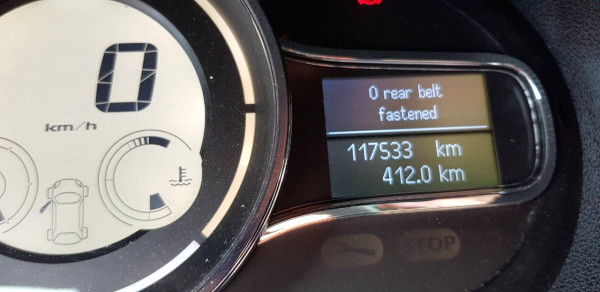 0
km/h
0 rear belt
fastened
117533 km
412.0 km
STOP